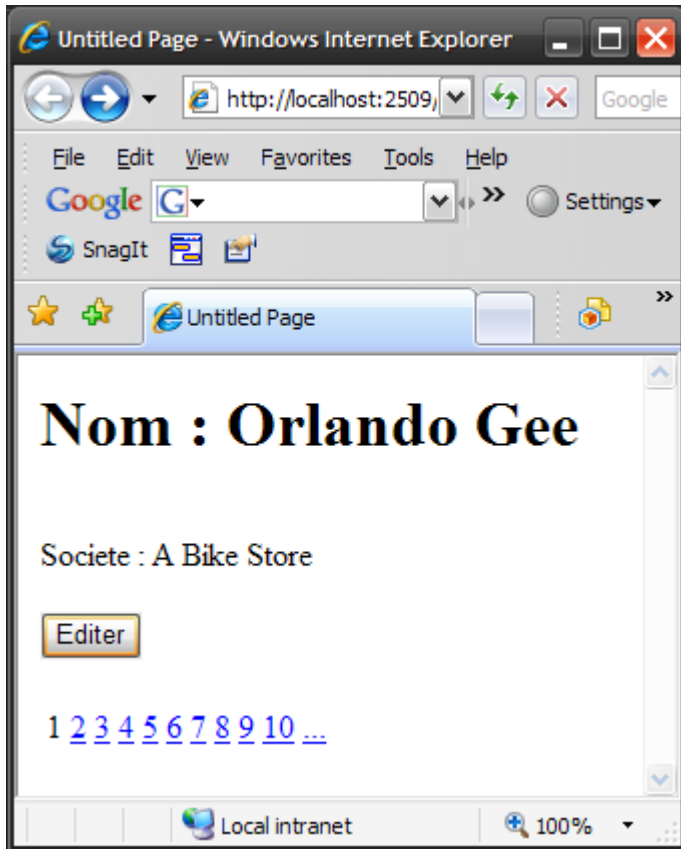 Untitled Page - Windows Internet Explorer
http://localhost:2509/ Google
File Edit View Favorites Tools Help
Google G Settings
SnagIt
Untitled Page
Nom : Orlando Gee
Societe : A Bike Store
Editer
1 2 3 4 5 6 7 8 9 10 ...
Local intranet 100%